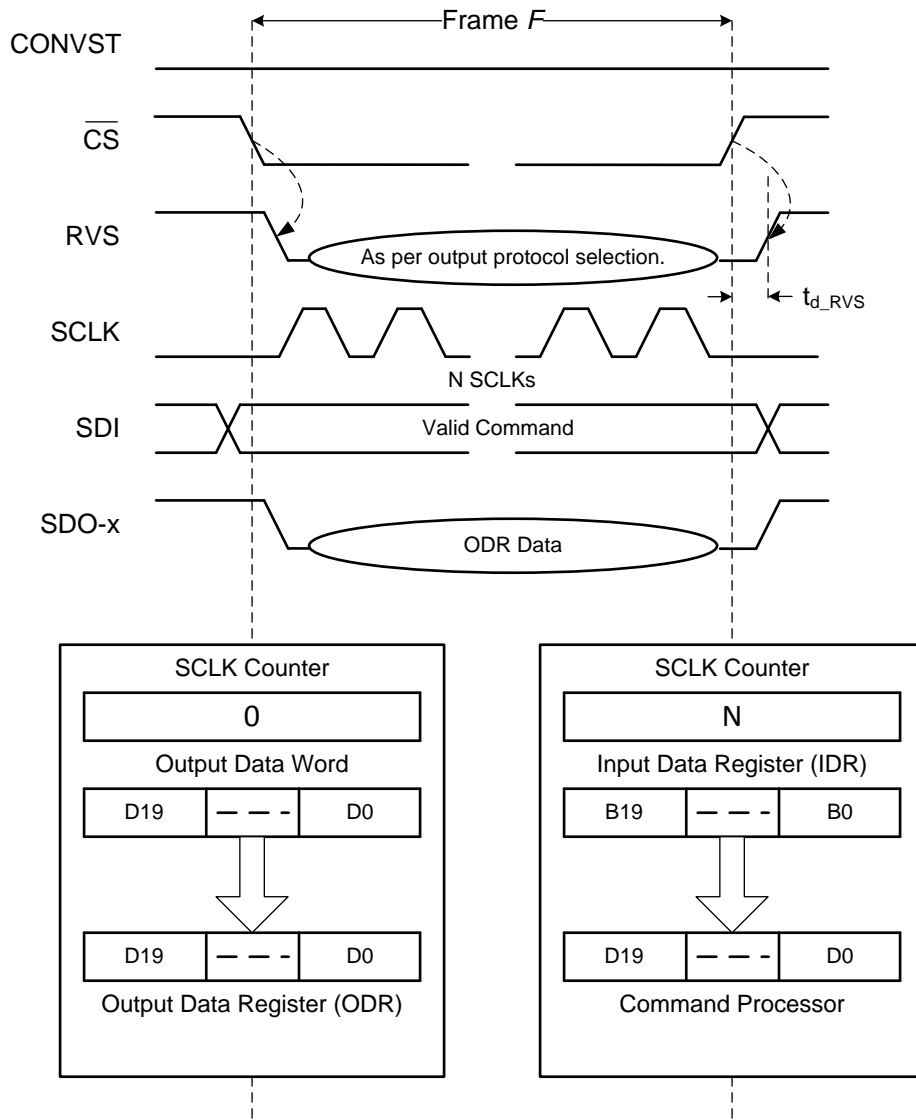 Frame F
CONVST
CS
RVS
As per output protocol selection.
td_RVS
SCLK
N SCLKs
SDI
Valid Command
SDO-x
ODR Data
SCLK Counter
0
Output Data Word
D19 D0
D19 D0
Output Data Register (ODR)
SCLK Counter
N
Input Data Register (IDR)
B19 B0
D19 D0
Command Processor